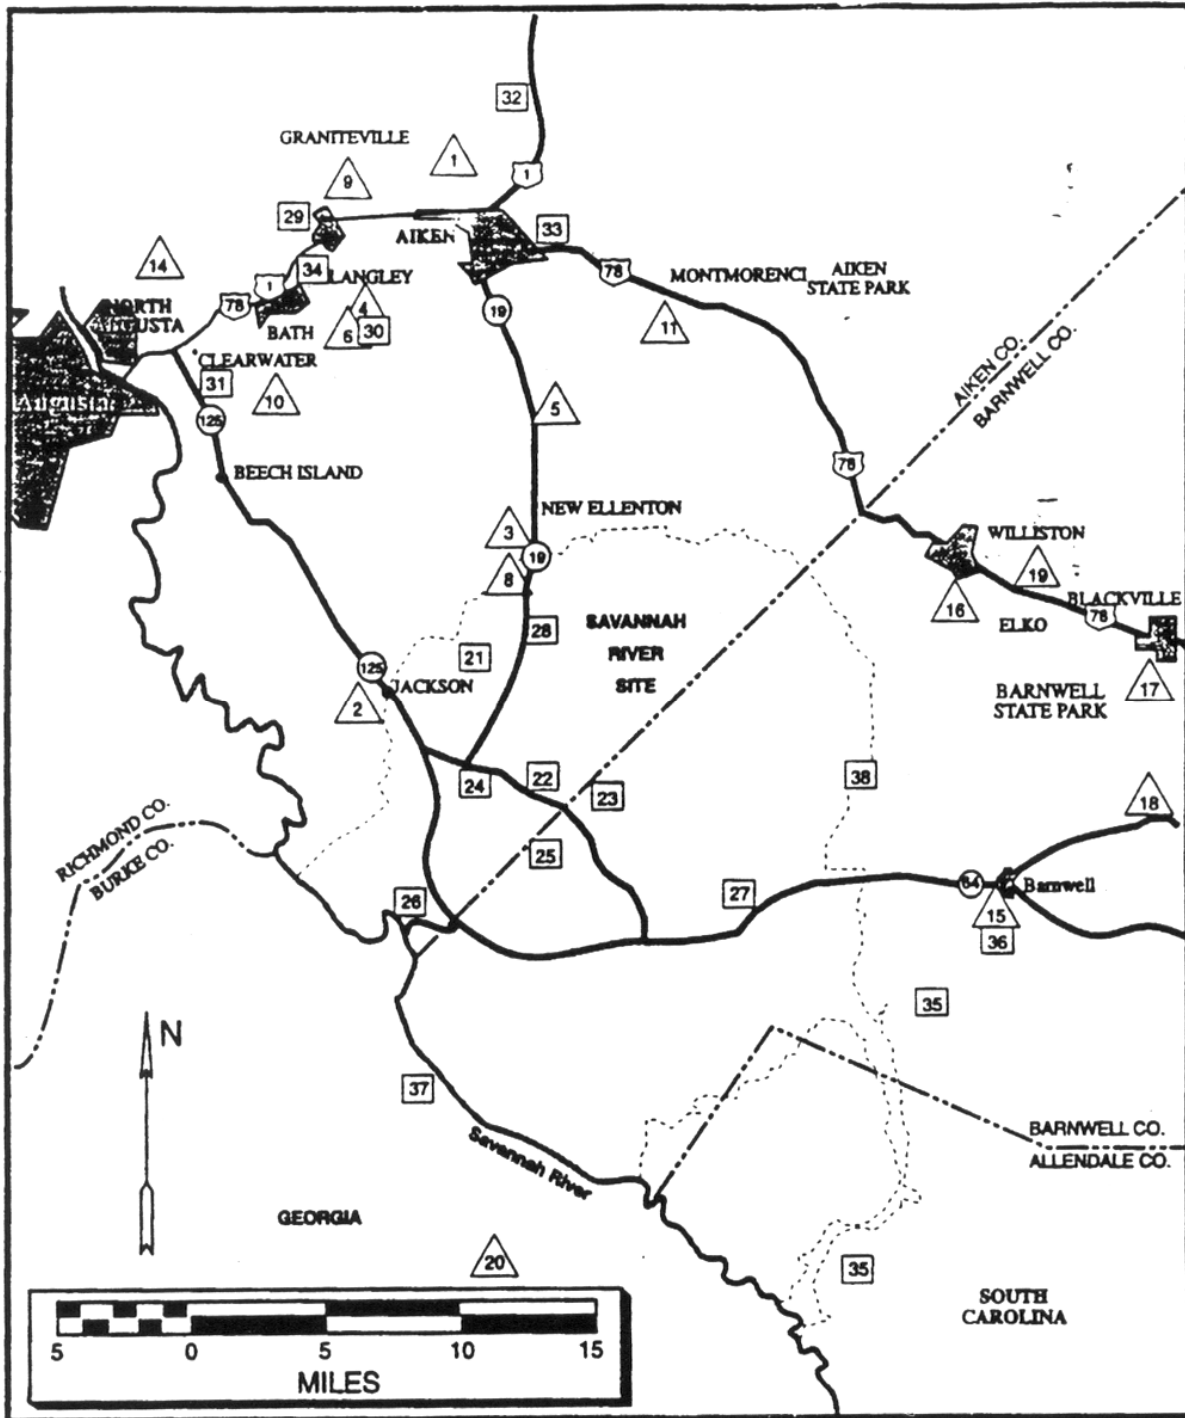 32
GRANITEVILLE
1
1
9
29
AIKEN
33
14
34
LANGLEY
1
78
MONTMORENCI
AIKEN
STATE PARK
NORTH
AUGUSTA
78
BATH
4
6
30
19
11
CLEARWATER
31
10
Augusta
125
5
AIKEN CO.
BARNWELL CO.
BEECH ISLAND
78
NEW ELLENTON
3
19
8
WILLISTON
19
16
BLACKVILLE
78
ELKO
28
SAVANNAH
RIVER
SITE
21
125
JACKSON
2
17
BARNWELL
STATE PARK
24
22
23
38
18
RICHMOND CO.
BURKE CO.
25
26
27
64
Barnwell
15
36
35
N
37
BARNWELL CO.
ALLENDALE CO.
Savannah River
GEORGIA
20
35
SOUTH
CAROLINA
5 0 5 10 15
MILES